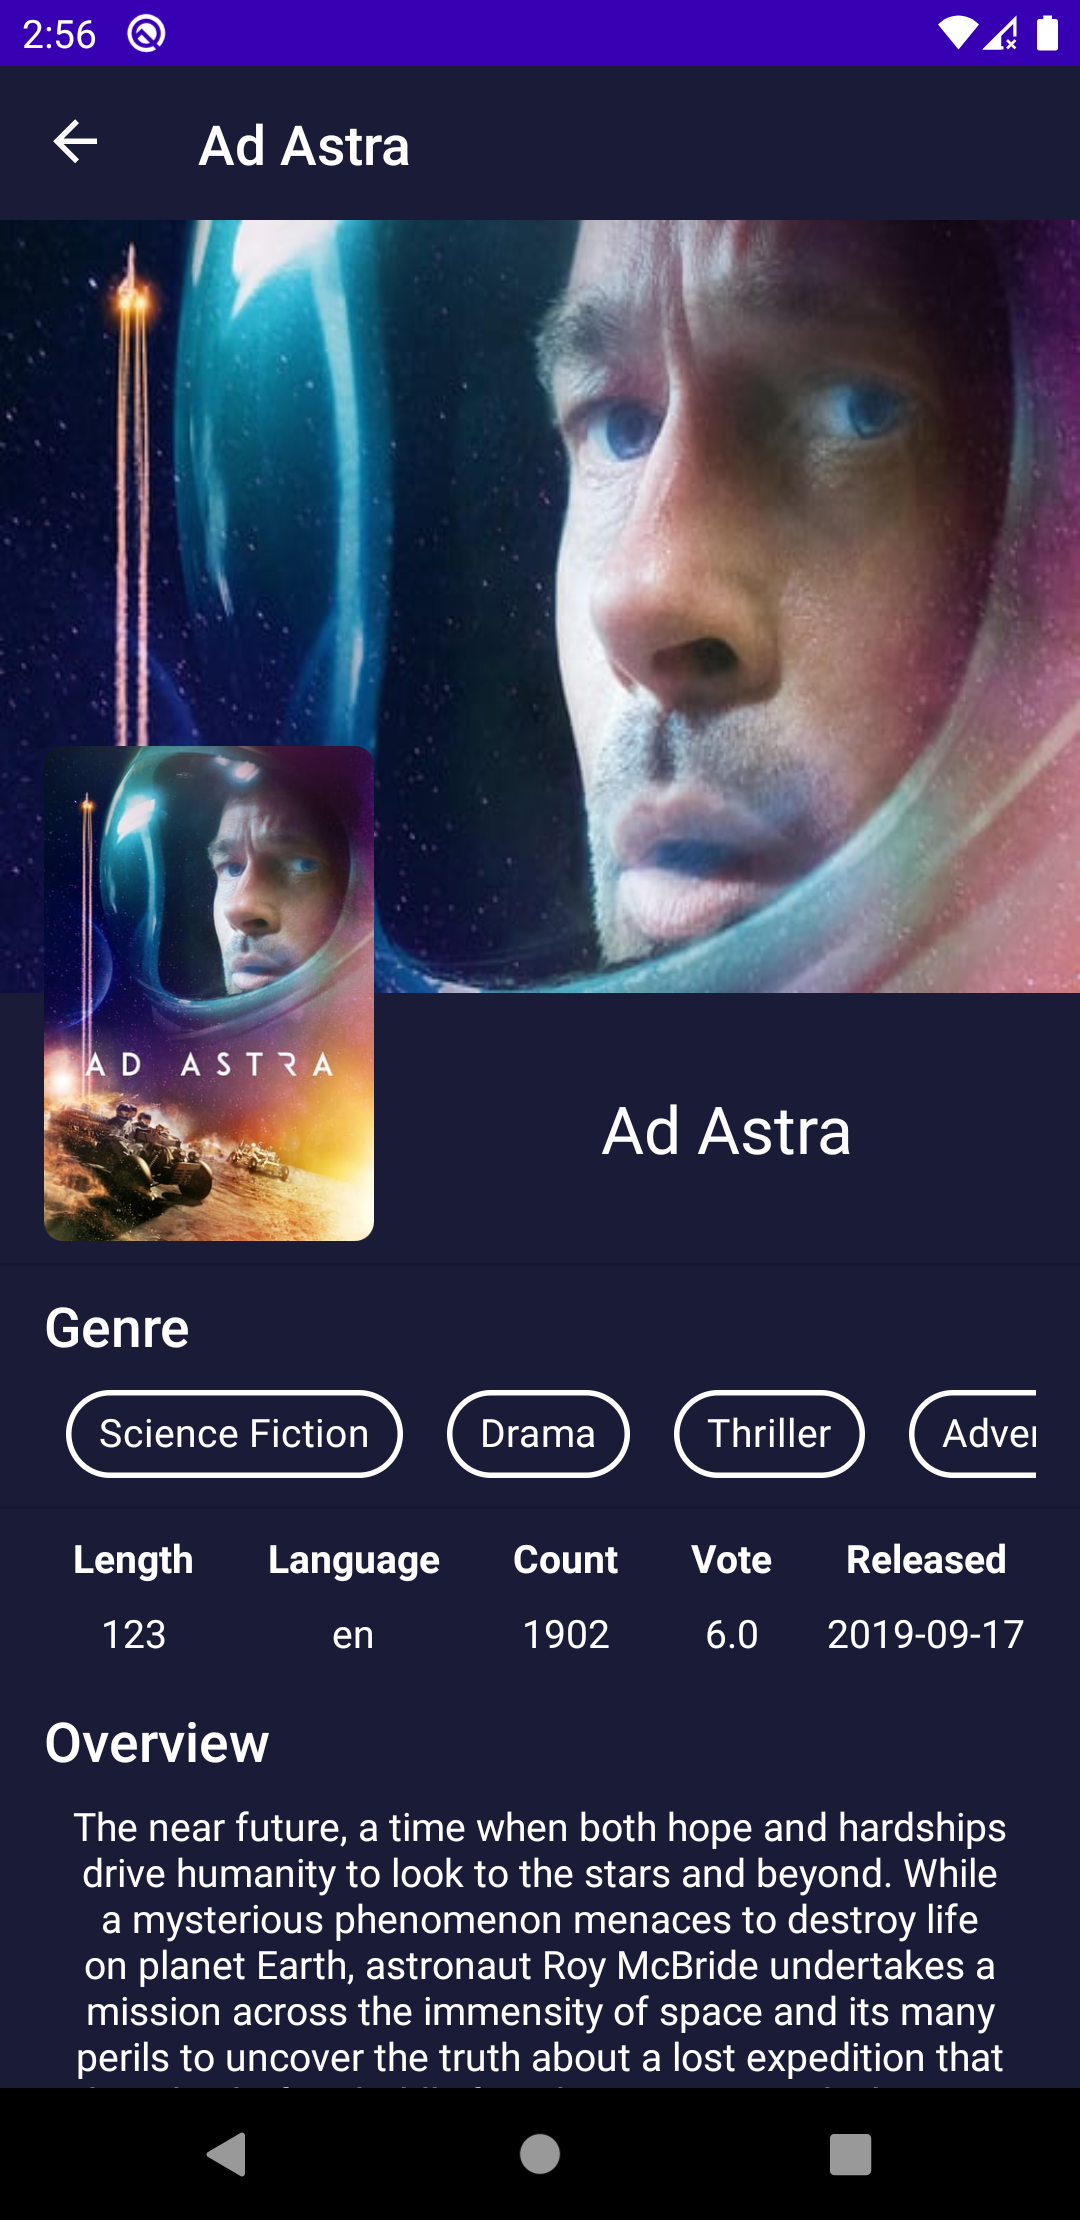 2:56
Ad Astra
AD ASTRA
Ad Astra
Genre
Science Fiction Drama Thriller Adver
Length Language Count Vote Released
123 en 1902 6.0 2019-09-17
Overview
The near future, a time when both hope and hardships
drive humanity to look to the stars and beyond. While
a mysterious phenomenon menaces to destroy life
on planet Earth, astronaut Roy McBride undertakes a
mission across the immensity of space and its many
perils to uncover the truth about a lost expedition that